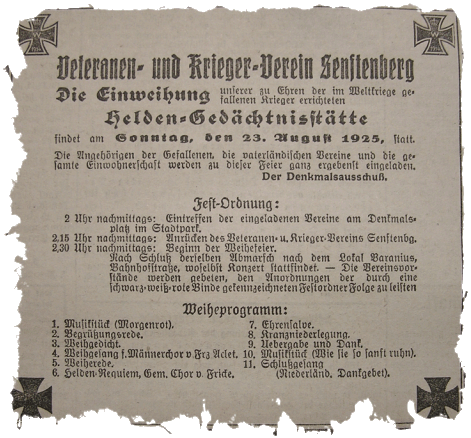 Veteranen- und Krieger-Verein Senftenberg
Die Einweihung unserer zu Ehren der im Weltkriege ge-
fallenen Krieger errichteten
Helden-Gedächtnisstätte
findet am Sonntag, den 23. August 1925, statt.
Die Angehörigen der Gefallenen, die vaterländischen Vereine und die ge-
samte Einwohnerschaft werden zu dieser Feier ganz ergebenst eingeladen.
Der Denkmalsausschuß.
Fest-Ordnung:
2 Uhr nachmittags: Eintreffen der eingeladenen Vereine am Denkmals-
platz im Stadtpark.
2,15 Uhr nachmittags: Anrücken des Veteranen- u. Krieger-Vereins Senftenbg.
2,30 Uhr nachmittags: Beginn der Weihefeier.
Nach Schluß derselben Abmarsch nach dem Lokal Baranius,
Bahnhofstraße, woselbst Konzert stattfindet. — Die Vereinsvor-
stände werden gebeten, den Anordnungen der durch eine
schwarz-weiß-rote Binde gekennzeichneten Festordner Folge zu leisten
Weiheprogramm:
1. Musikstück (Morgenrot).
2. Begrüßungsrede.
3. Weihgedicht.
4. Weihgesang f. Männerchor v. Frz
5. Weiherede.
6. Helden-Requiem, Gem. Chor v. Fricke.
7. Ehrensalve.
8. Kranzniederlegung.
9. Uebergabe und Dank.
10. Musikstück (Wie sie so sanft ruhn).
11. Schlußgesang
(Niederländ. Dankgebet).